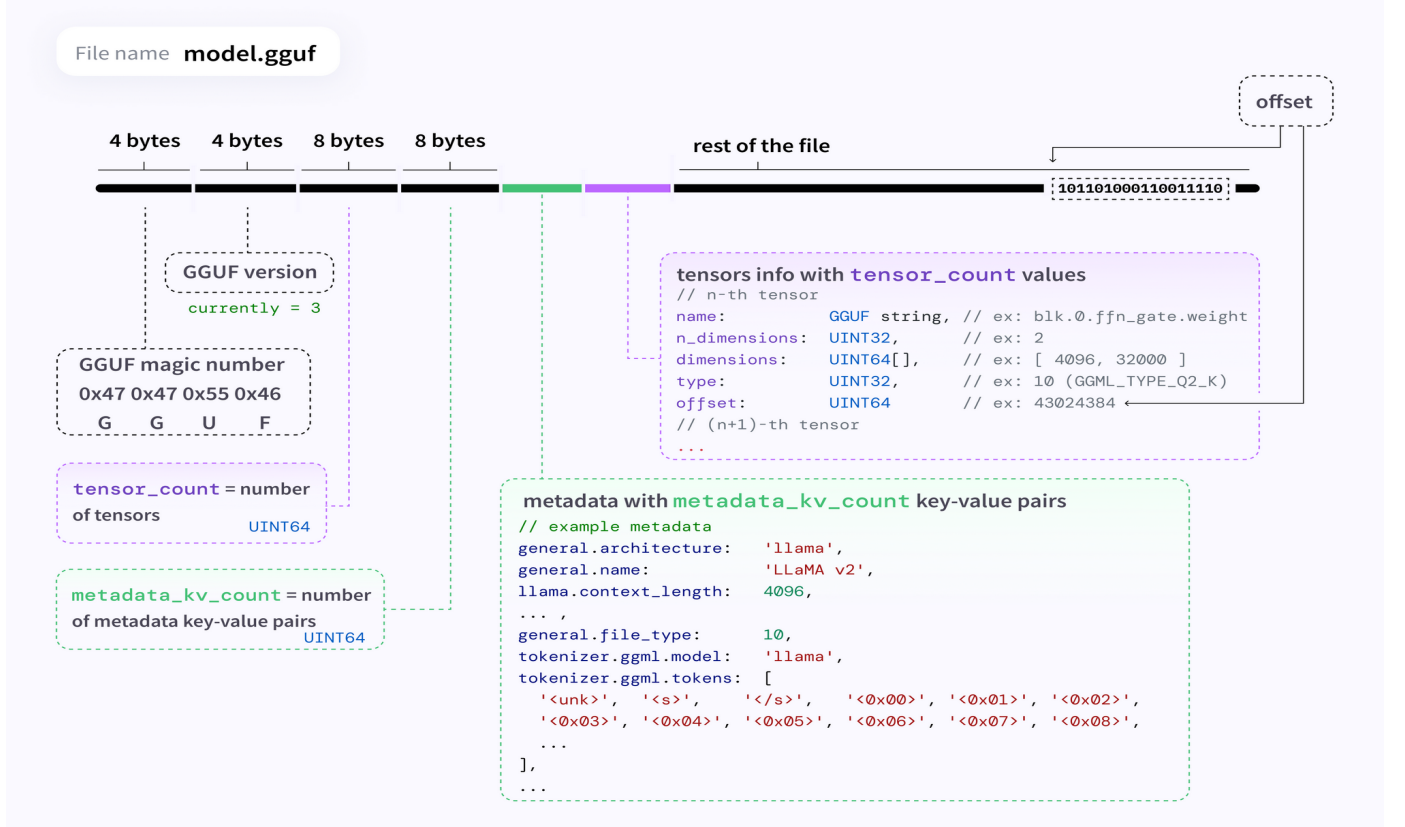 File name model.gguf
offset
4 bytes 4 bytes 8 bytes 8 bytes rest of the file
101101000110011110
GGUF version
currently = 3
GGUF magic number
0x47 0x47 0x55 0x46
G G U F
tensor_count = number
of tensors
UINT64
metadata_kv_count = number
of metadata key-value pairs
UINT64
tensors info with tensor_count values
// n-th tensor
name: GGUF string, // ex: blk.0.ffn_gate.weight
n_dimensions: UINT32, // ex: 2
dimensions: UINT64[], // ex: [ 4096, 32000 ]
type: UINT32, // ex: 10 (GGML_TYPE_Q2_K)
offset: UINT64 // ex: 43024384
// (n+1)-th tensor
...
metadata with metadata_kv_count key-value pairs
// example metadata
general.architecture: 'llama',
general.name: 'LLaMA v2',
llama.context_length: 4096,
... ,
general.file_type: 10,
tokenizer.ggml.model: 'llama',
tokenizer.ggml.tokens: [
'<unk>', '<s>', '</s>', '<0x00>', '<0x01>', '<0x02>',
'<0x03>', '<0x04>', '<0x05>', '<0x06>', '<0x07>', '<0x08>',
...
],
...